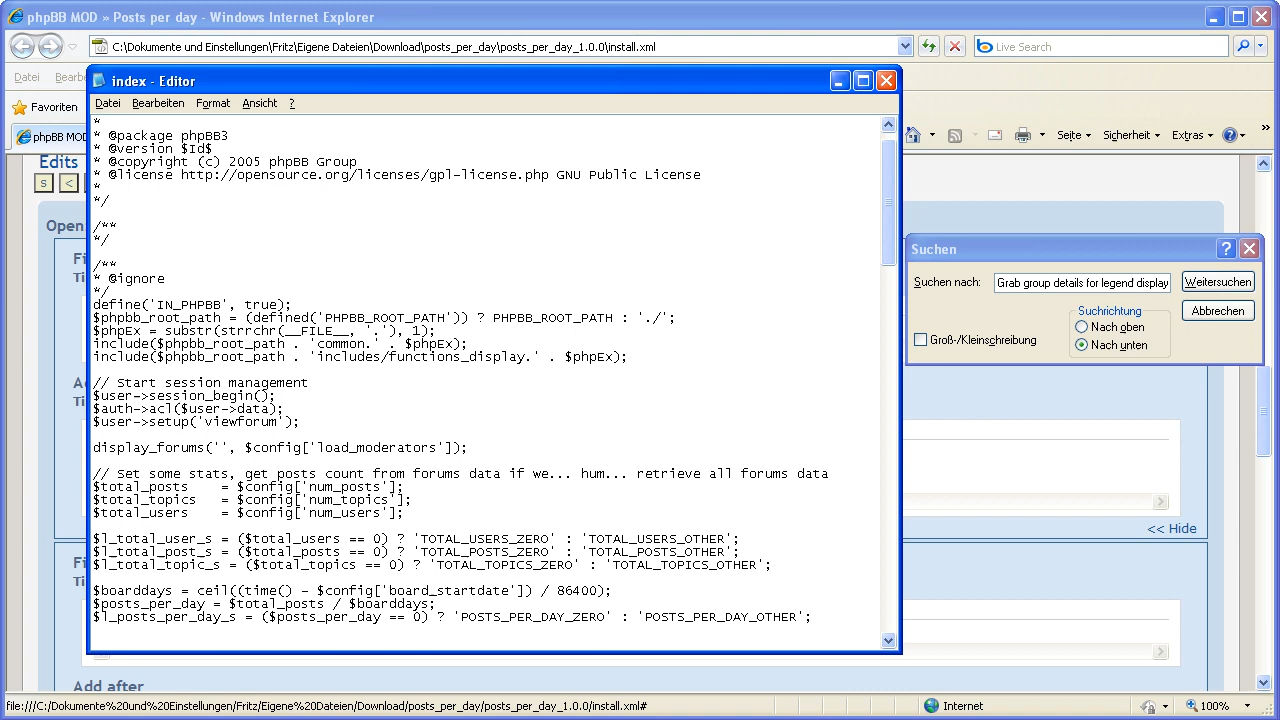 phpBB MOD » Posts per day - Windows Internet Explorer
C:\Dokumente und Einstellungen\Fritz\Eigene Dateien\Download\posts_per_day\posts_per_day_1.0.0\install.xml
Live Search
Datei
Favoriten
phpBB MOD
Seite
Sicherheit
Extras
»
Edits
s
<
Open
index - Editor
Datei Bearbeiten Format Ansicht ?
*
* @package phpBB3
* @version $Id$
* @copyright (c) 2005 phpBB Group
* @license http://opensource.org/licenses/gpl-license.php GNU Public License
*
*/
/**
*/
/**
* @ignore
*/
define('IN_PHPBB', true);
$phpbb_root_path = (defined('PHPBB_ROOT_PATH')) ? PHPBB_ROOT_PATH : './';
$phpEx = substr(strrchr(__FILE__, '.'), 1);
include($phpbb_root_path . 'common.' . $phpEx);
include($phpbb_root_path . 'includes/functions_display.' . $phpEx);
// Start session management
$user->session_begin();
$auth->acl($user->data);
$user->setup('viewforum');
display_forums('', $config['load_moderators']);
// Set some stats, get posts count from forums data if we... hum... retrieve all forums data
$total_posts = $config['num_posts'];
$total_topics = $config['num_topics'];
$total_users = $config['num_users'];
$l_total_user_s = ($total_users == 0) ? 'TOTAL_USERS_ZERO' : 'TOTAL_USERS_OTHER';
$l_total_post_s = ($total_posts == 0) ? 'TOTAL_POSTS_ZERO' : 'TOTAL_POSTS_OTHER';
$l_total_topic_s = ($total_topics == 0) ? 'TOTAL_TOPICS_ZERO' : 'TOTAL_TOPICS_OTHER';
$boarddays = ceil((time() - $config['board_startdate']) / 86400);
$posts_per_day = $total_posts / $boarddays;
$l_posts_per_day_s = ($posts_per_day == 0) ? 'POSTS_PER_DAY_ZERO' : 'POSTS_PER_DAY_OTHER';
Suchen
?
Suchen nach:
Grab group details for legend display
Weitersuchen
Abbrechen
Suchrichtung
Nach oben
Nach unten
Groß-/Kleinschreibung
<< Hide
Add after
file:///C:/Dokumente%20und%20Einstellungen/Fritz/Eigene%20Dateien/Download/posts_per_day/posts_per_day_1.0.0/install.xml#
Internet
100%